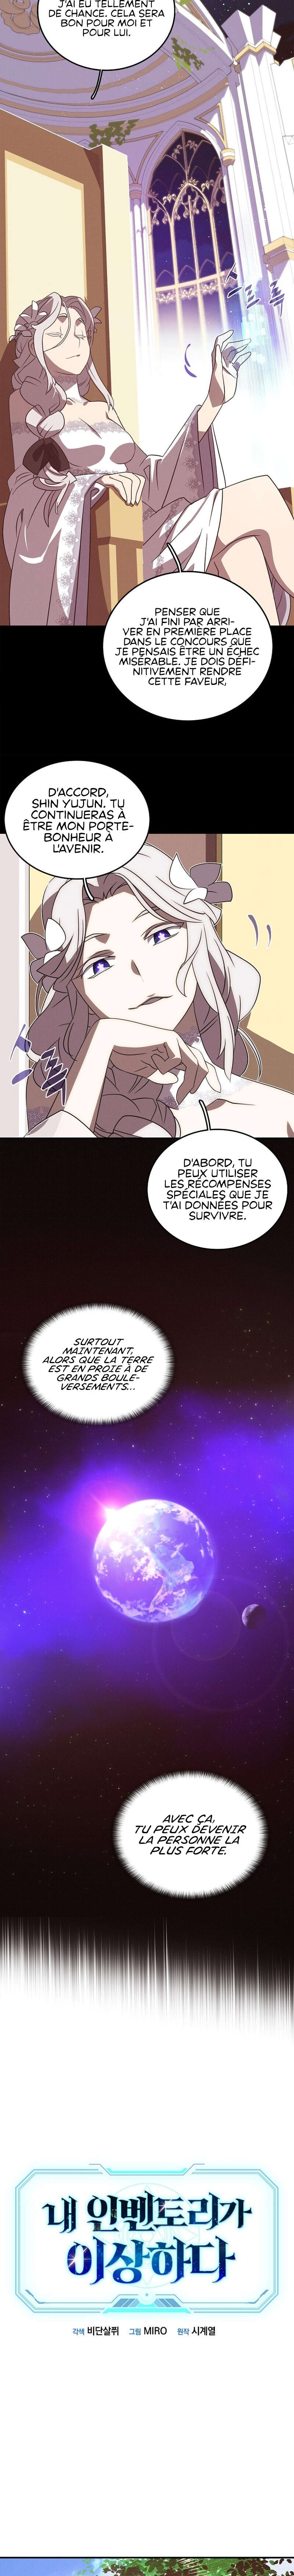 J'AI EU TELLEMENT
DE CHANCE. CELA SERA
BON POUR MOI ET
POUR LUI.
PENSER QUE
J'AI FINI PAR ARRI-
VER EN PREMIÈRE PLACE
DANS LE CONCOURS QUE
JE PENSAIS ÊTRE UN ÉCHEC
MISÉRABLE. JE DOIS DÉFI-
NITIVEMENT RENDRE
CETTE FAVEUR,
D'ACCORD,
SHIN YUJUN. TU
CONTINUERAS À
ÊTRE MON PORTE-
BONHEUR À
L'AVENIR.
D'ABORD, TU
PEUX UTILISER
LES RÉCOMPENSES
SPÉCIALES QUE JE
T'AI DONNÉES POUR
SURVIVRE.
SURTOUT
MAINTENANT,
ALORS QUE LA TERRE
EST EN PROIE À DE
GRANDS BOULE-
VERSEMENTS...
AVEC ÇA,
TU PEUX DEVENIR
LA PERSONNE LA
PLUS FORTE.
내 인벤토리가
이상하다
각색 비단살쮜 그림 MIRO 원작 시계열